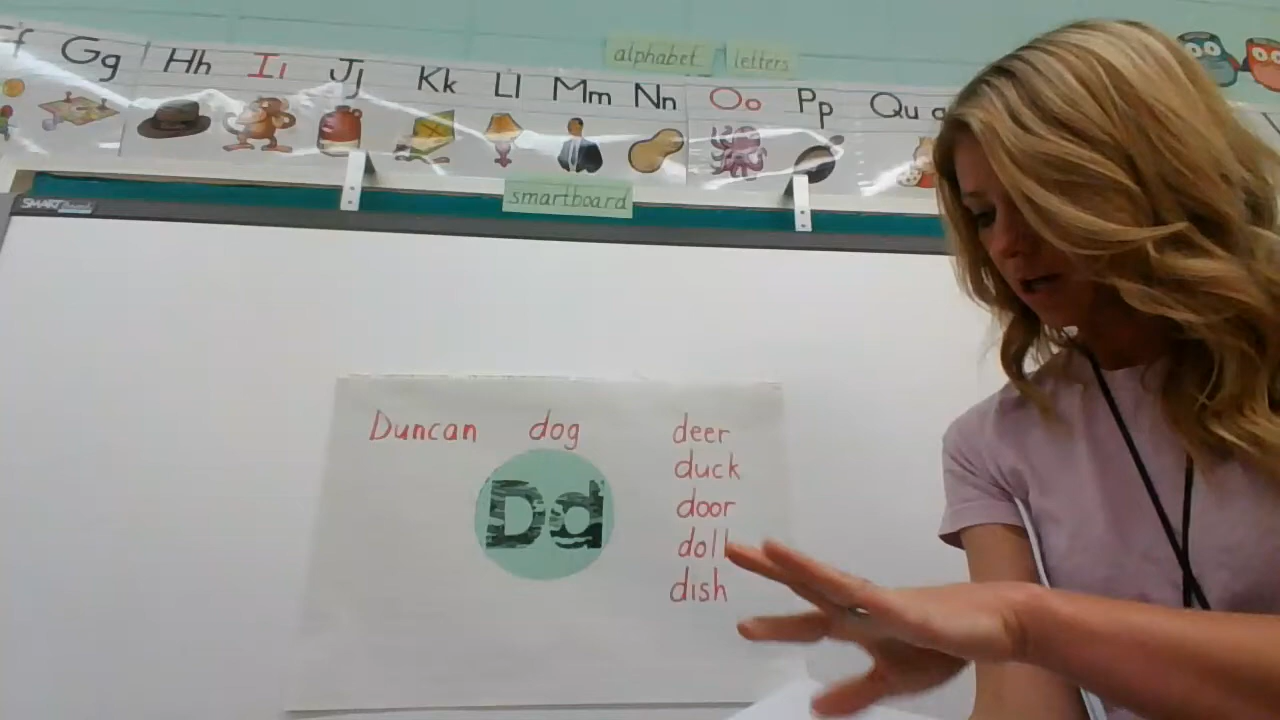 alphabet letters
Gg Hh Ii Jj Kk Ll Mm Nn Oo Pp Qu
SMART
smartboard
Duncan dog deer
duck
Dd
door
doll
dish